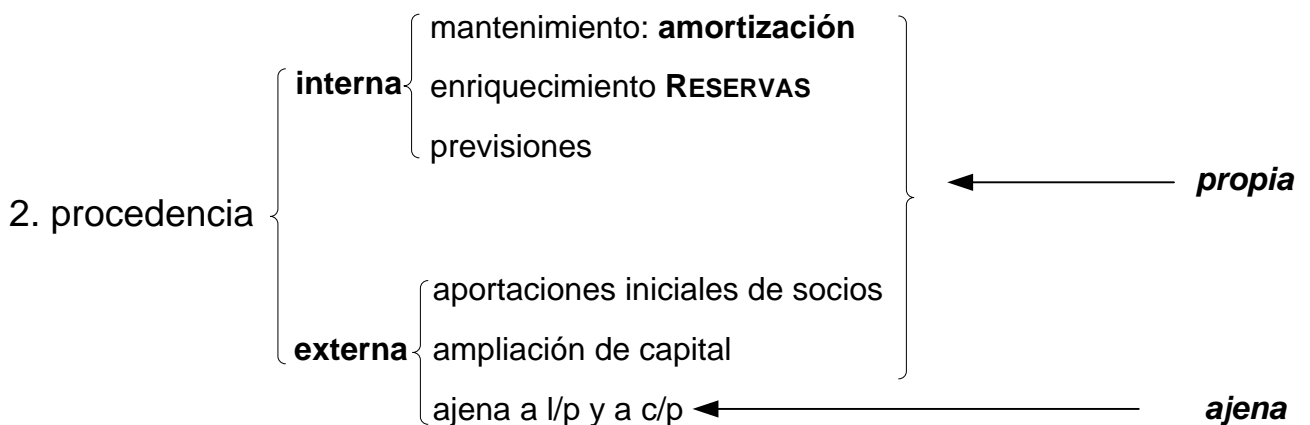 mantenimiento: amortización
interna
enriquecimiento RESERVAS
previsiones
propia
2. procedencia
aportaciones iniciales de socios
externa
ampliación de capital
ajena a l/p y a c/p
ajena